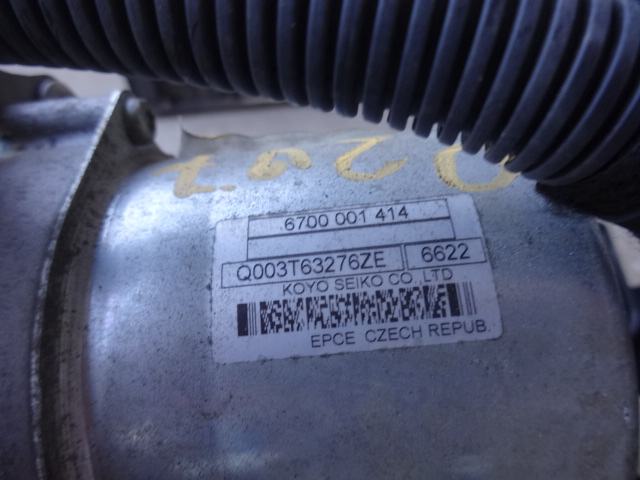 6700 001 414
Q003T63276ZE 6622
KOYO SEIKO CO., LTD
EPCE CZECH REPUB.